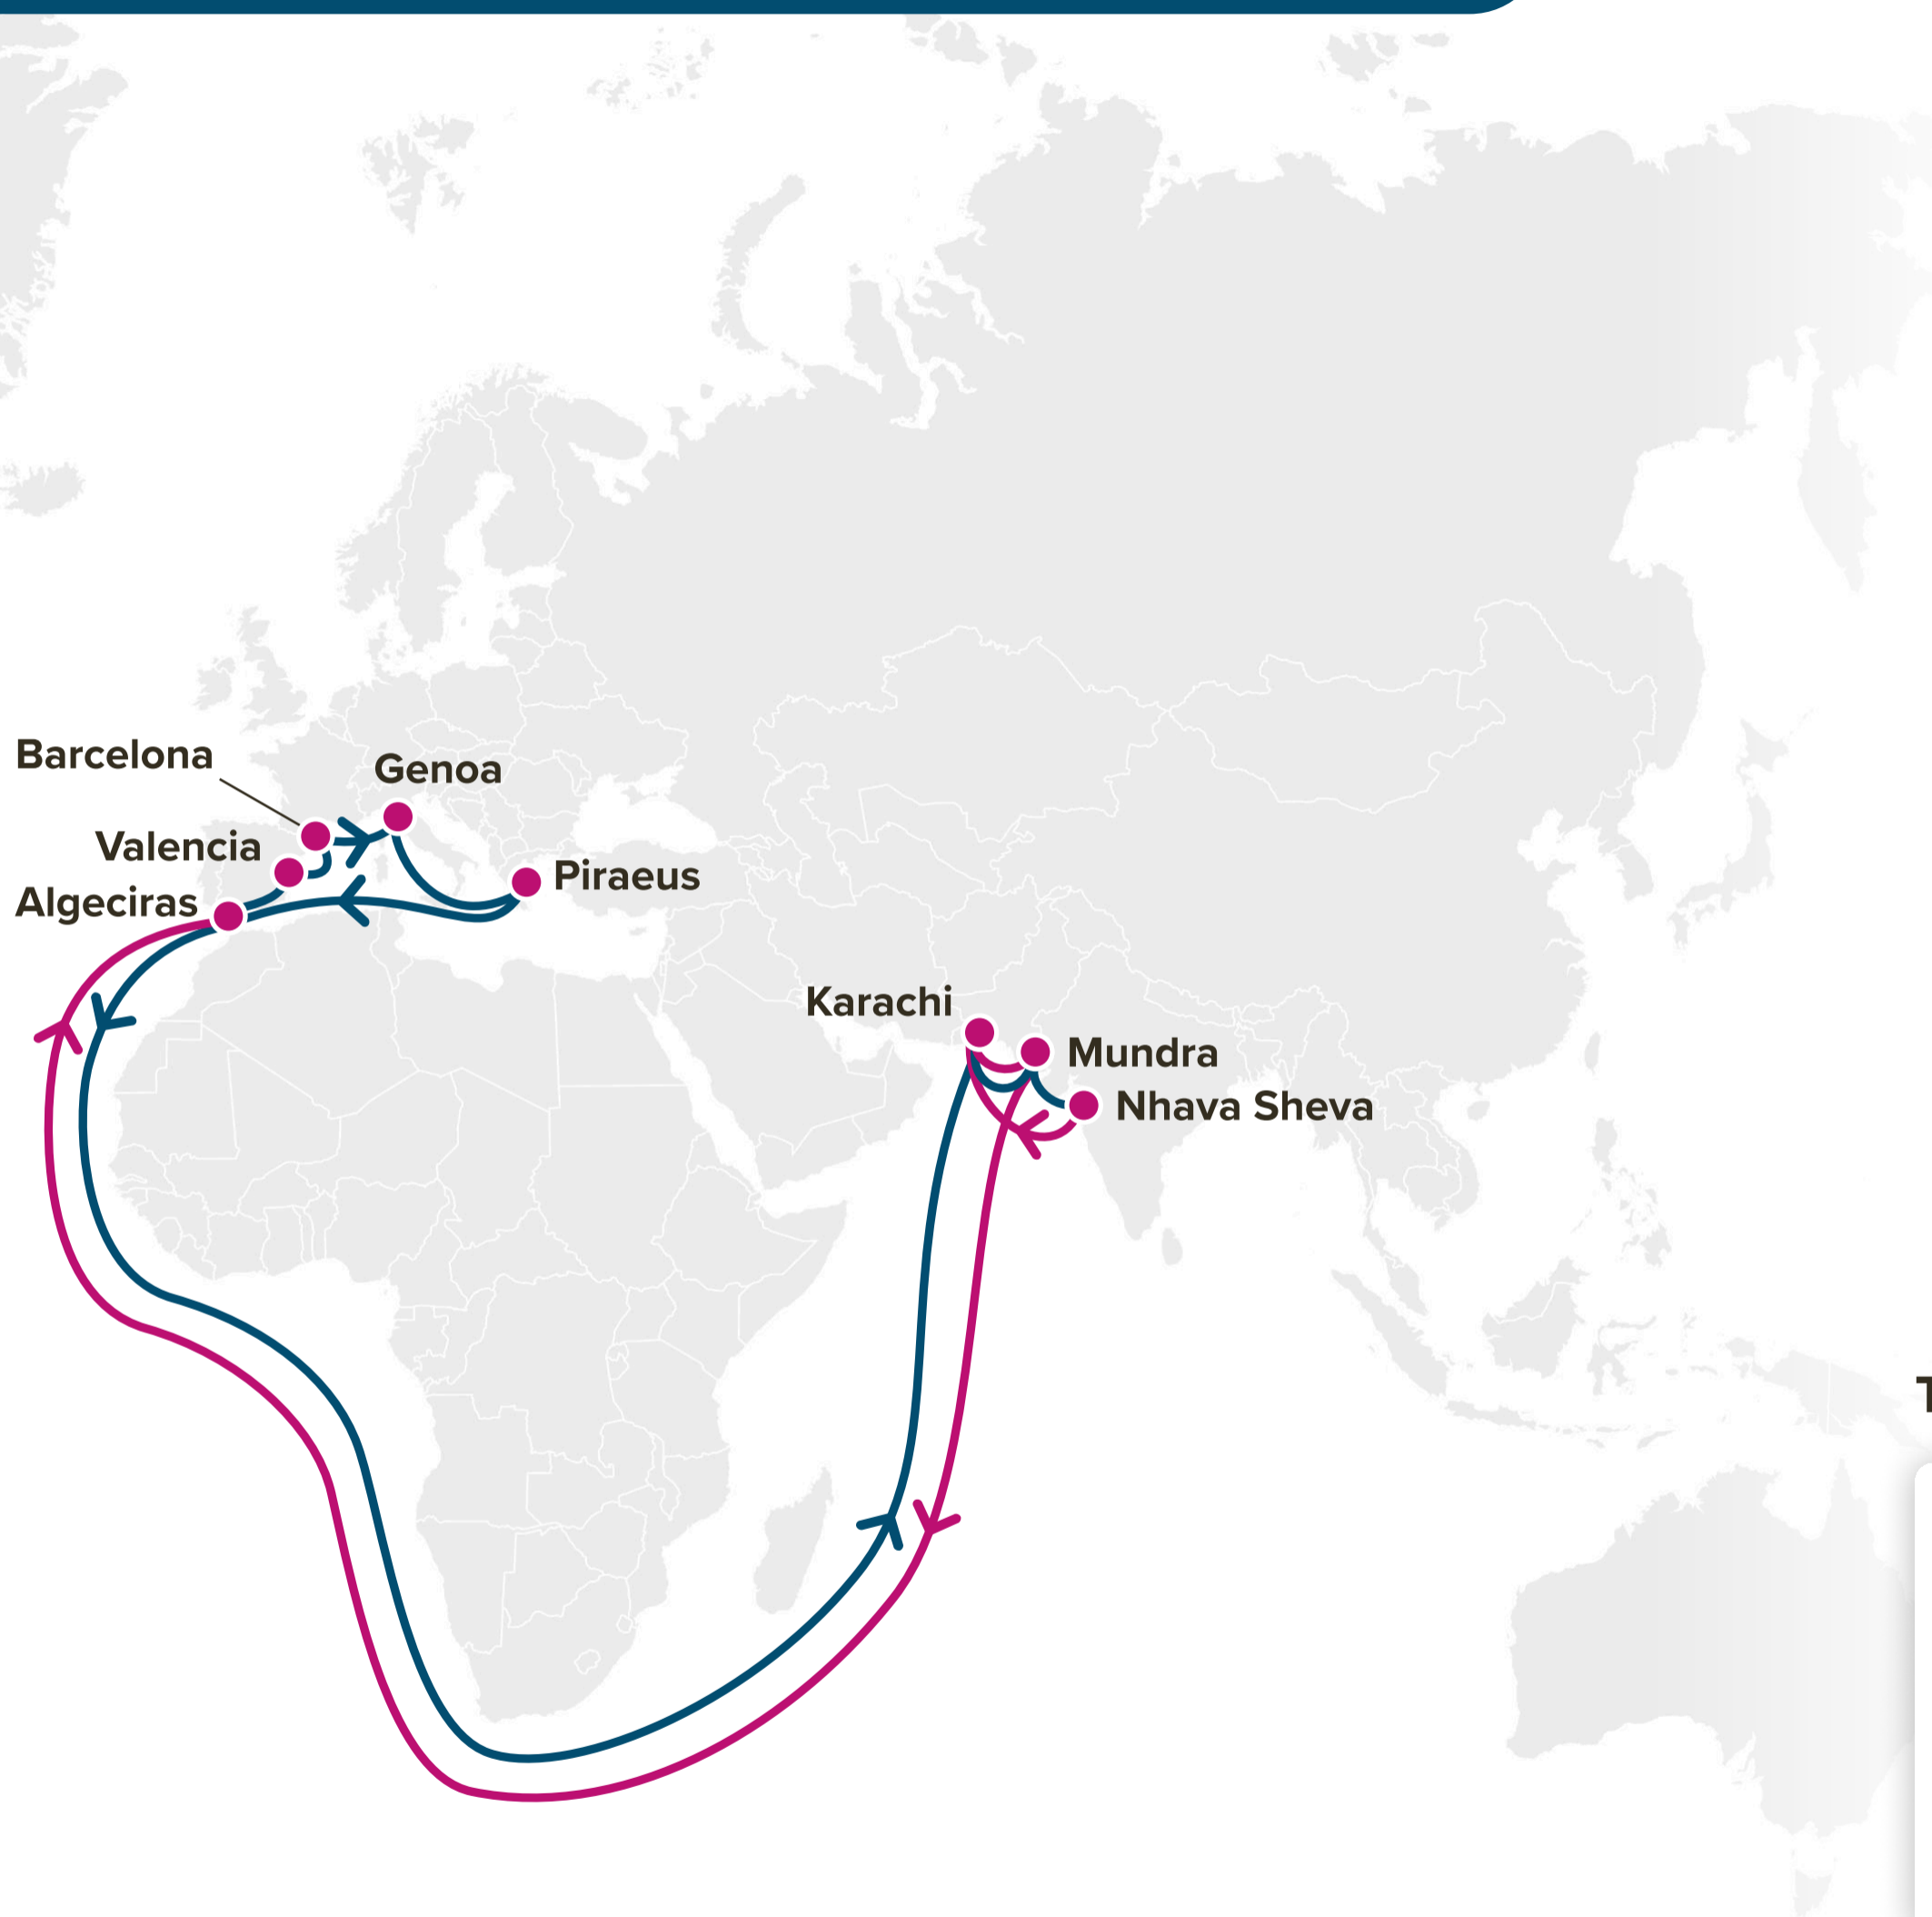 Barcelona
Genoa
Valencia
Piraeus
Algeciras
Karachi
Mundra
Nhava Sheva
T